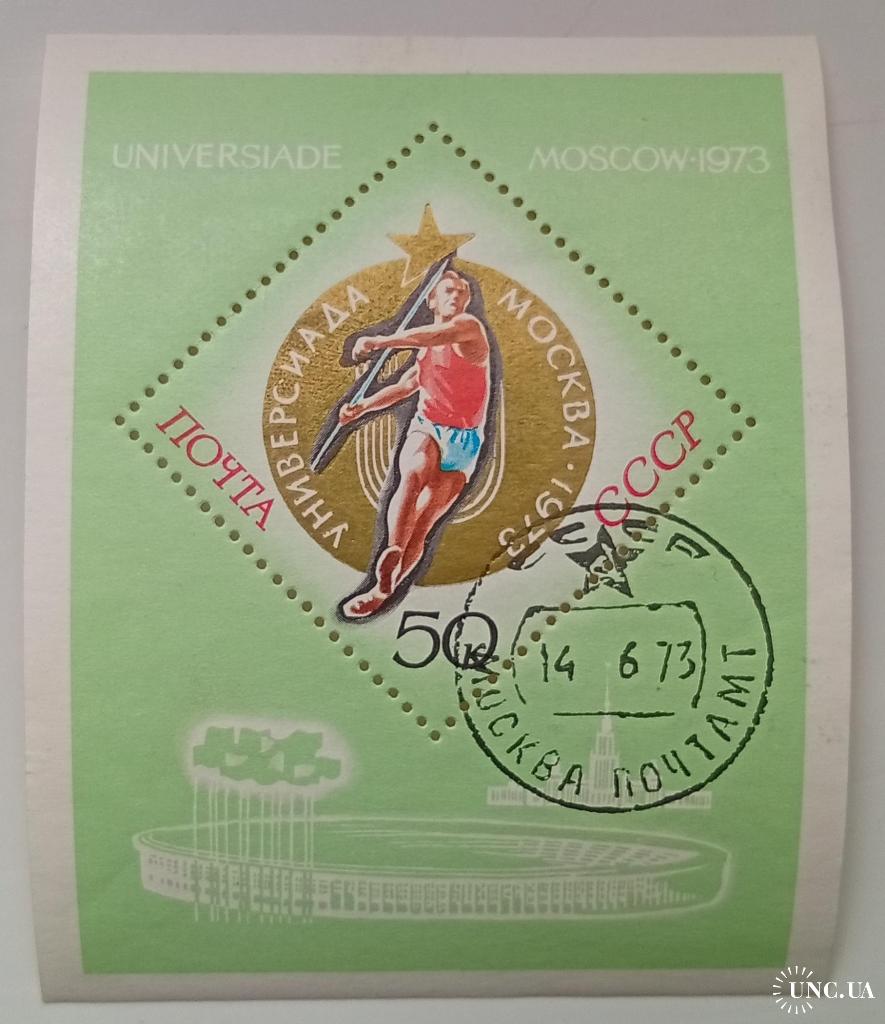 UNIVERSIADE
MOSCOW·1973
УНИВЕРСИАДА МОСКВА·1973
ПОЧТА
СССР
50к
СССР
14 6 73
МОСКВА ПОЧТАМТ
UNC.UA